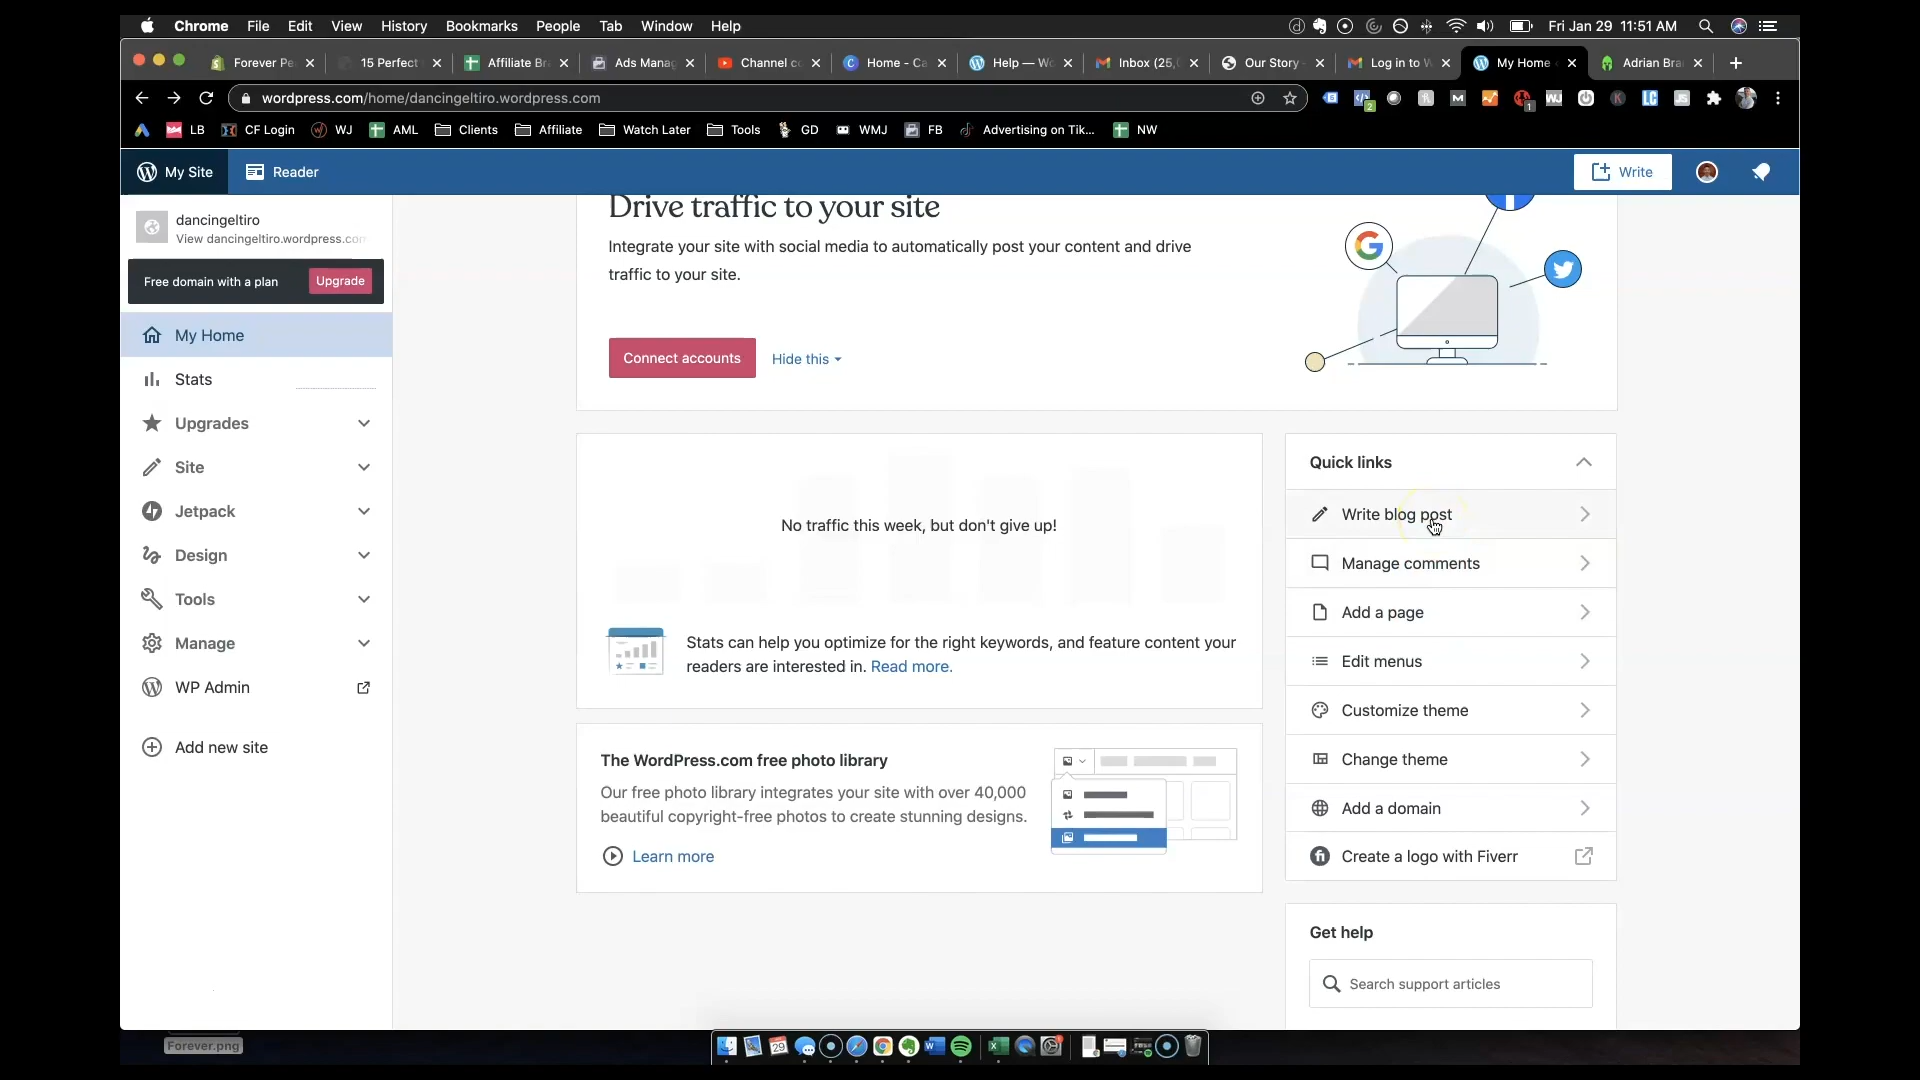 Chrome File Edit View History Bookmarks People Tab Window Help
Fri Jan 29 11:51 AM
Forever Pe
15 Perfect
Affiliate Br
Ads Mana
Channel c
Home - Ca
Help — Wo
Inbox (25,
Our Story
Log in to W
My Home
Adrian Bra
wordpress.com/home/dancingeltiro.wordpress.com
LB
CF Login
WJ
AML
Clients
Affiliate
Watch Later
Tools
GD
WMJ
FB
Advertising on Tik...
NW
My Site
Reader
Write
dancingeltiro
View dancingeltiro.wordpress.com
Free domain with a plan
Upgrade
My Home
Stats
Upgrades
Site
Jetpack
Design
Tools
Manage
WP Admin
Add new site
Drive traffic to your site
Integrate your site with social media to automatically post your content and drive
traffic to your site.
Connect accounts
Hide this
No traffic this week, but don't give up!
Stats can help you optimize for the right keywords, and feature content your
readers are interested in. Read more.
The WordPress.com free photo library
Our free photo library integrates your site with over 40,000
beautiful copyright-free photos to create stunning designs.
Learn more
Quick links
Write blog post
Manage comments
Add a page
Edit menus
Customize theme
Change theme
Add a domain
Create a logo with Fiverr
Get help
Search support articles
Forever.png